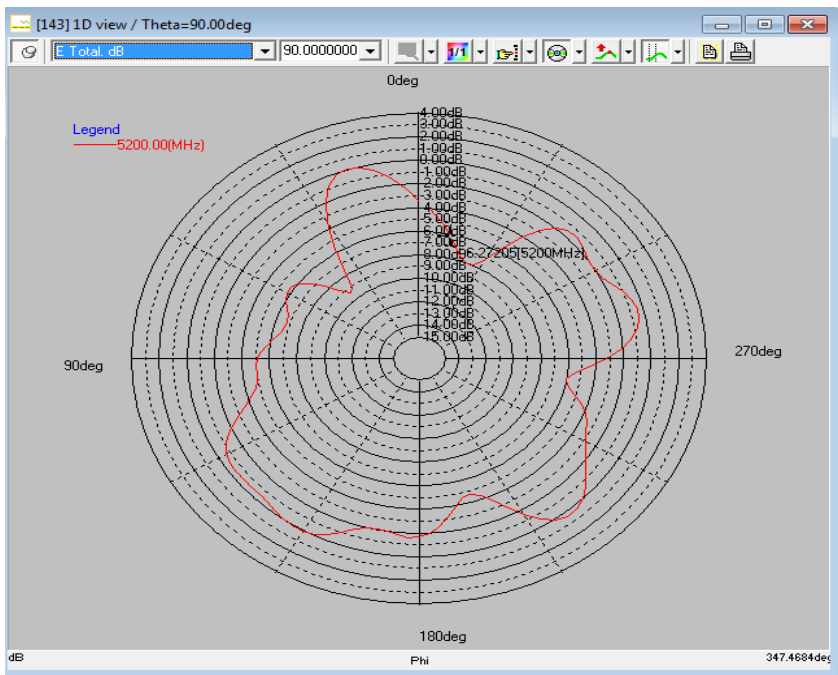 [143] 1D view / Theta=90.00deg
E Total. dB
90.0000000
1/1
0deg
Legend
5200.00(MHz)
4.00dB
3.00dB
2.00dB
1.00dB
0.00dB
-1.00dB
-2.00dB
-3.00dB
-4.00dB
-5.00dB
-6.00dB
-7.00dB
-8.00dB
-9.00dB
-10.00dB
-11.00dB
-12.00dB
-13.00dB
-14.00dB
-15.00dB
6.27205[5200MHz]
90deg
270deg
180deg
dB
Phi
347.4684deg